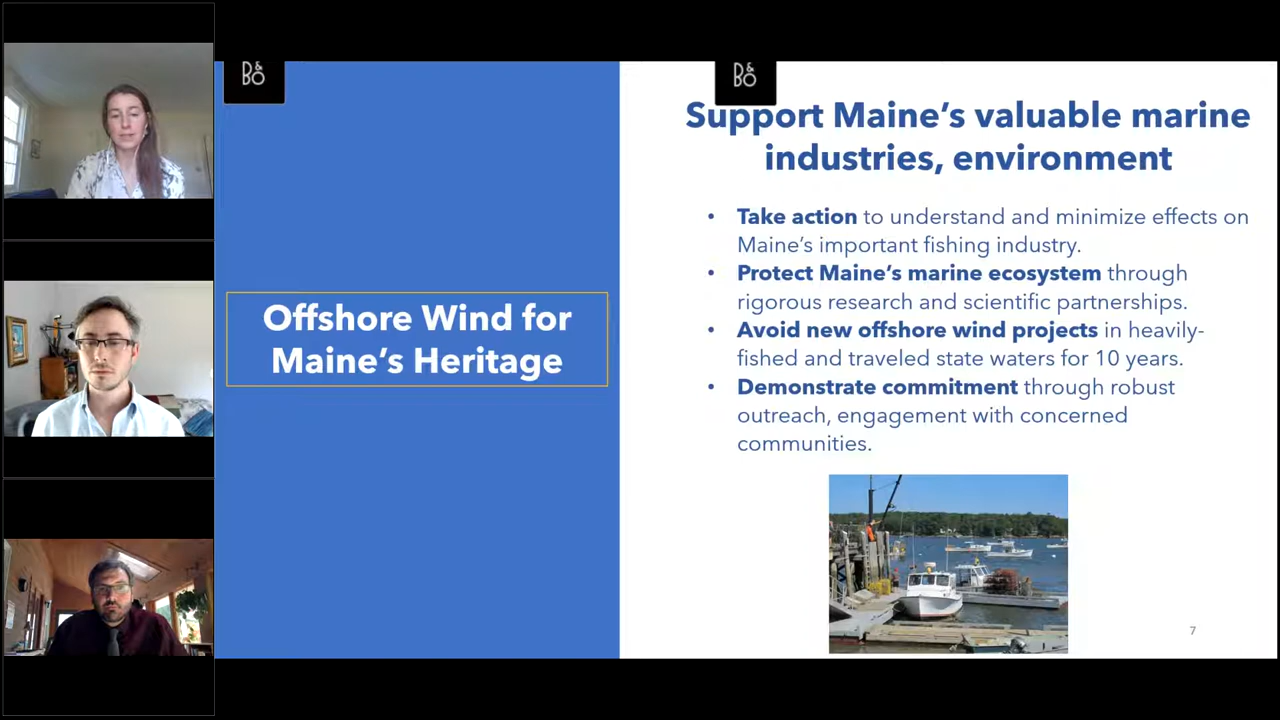 B&O
B&O
Offshore Wind for
Maine's Heritage
Support Maine's valuable marine
industries, environment
• Take action to understand and minimize effects on
Maine's important fishing industry.
• Protect Maine's marine ecosystem through
rigorous research and scientific partnerships.
• Avoid new offshore wind projects in heavily-
fished and traveled state waters for 10 years.
• Demonstrate commitment through robust
outreach, engagement with concerned
communities.
7